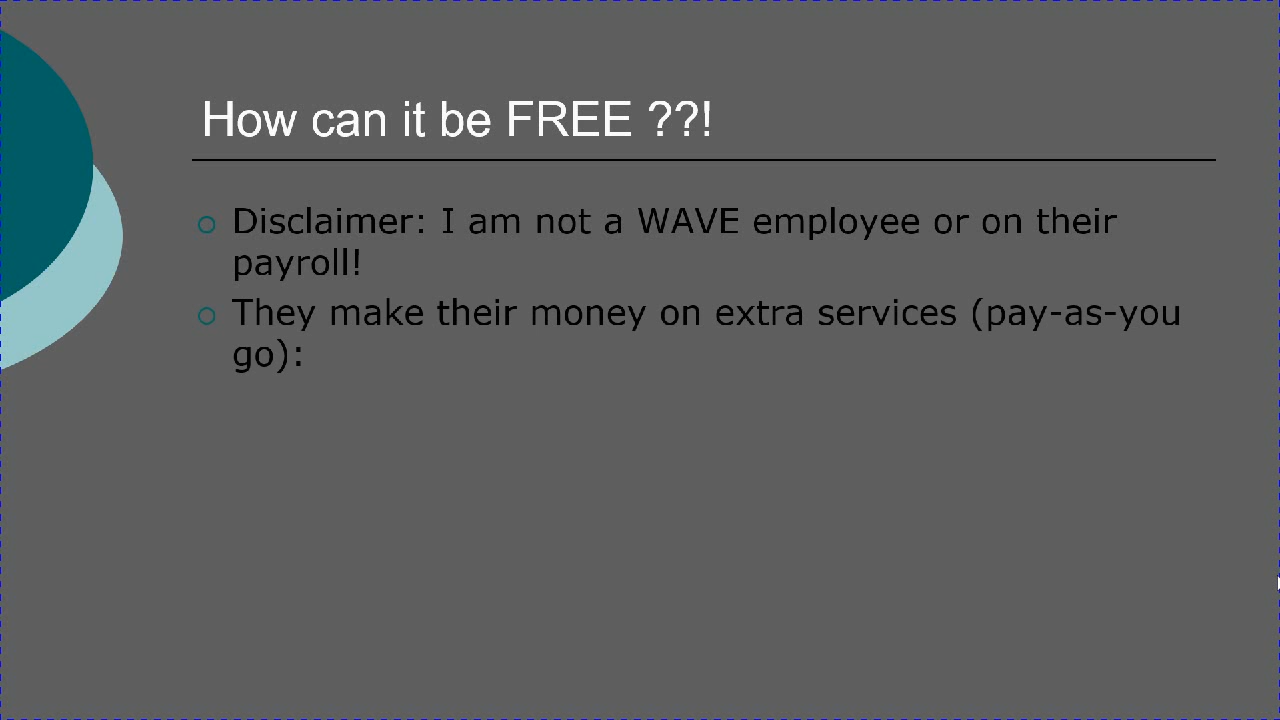 How can it be FREE ??!
Disclaimer: I am not a WAVE employee or on their
payroll!
They make their money on extra services (pay-as-you
go):